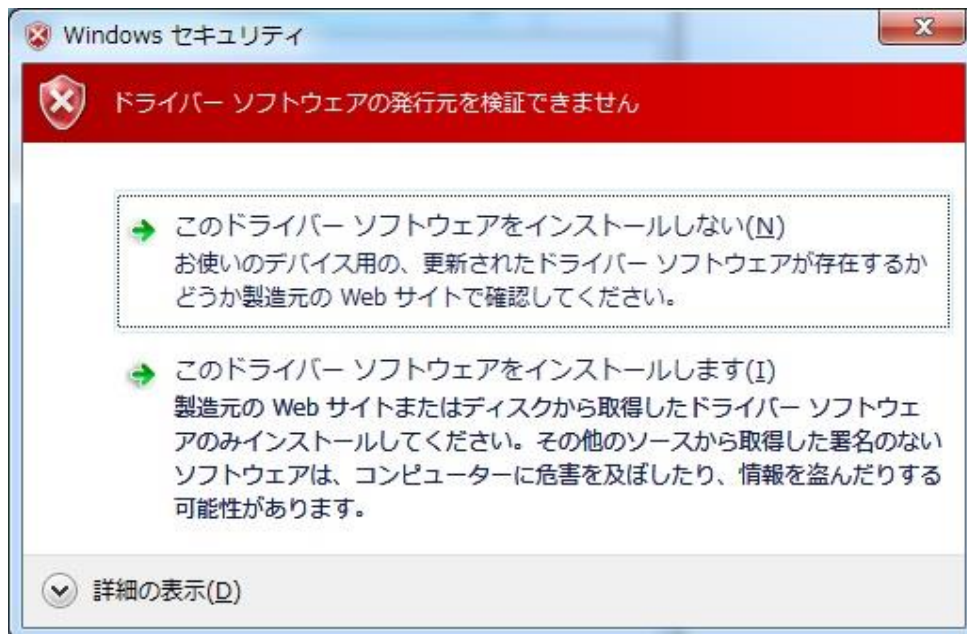 Windows セキュリティ
ドライバー ソフトウェアの発行元を検証できません
このドライバー ソフトウェアをインストールしない(N)
お使いのデバイス用の、更新されたドライバー ソフトウェアが存在するか
どうか製造元の Web サイトで確認してください。
このドライバー ソフトウェアをインストールします(I)
製造元の Web サイトまたはディスクから取得したドライバー ソフトウェ
アのみインストールしてください。その他のソースから取得した署名のない
ソフトウェアは、コンピューターに危害を及ぼしたり、情報を盗んだりする
可能性があります。
詳細の表示(D)